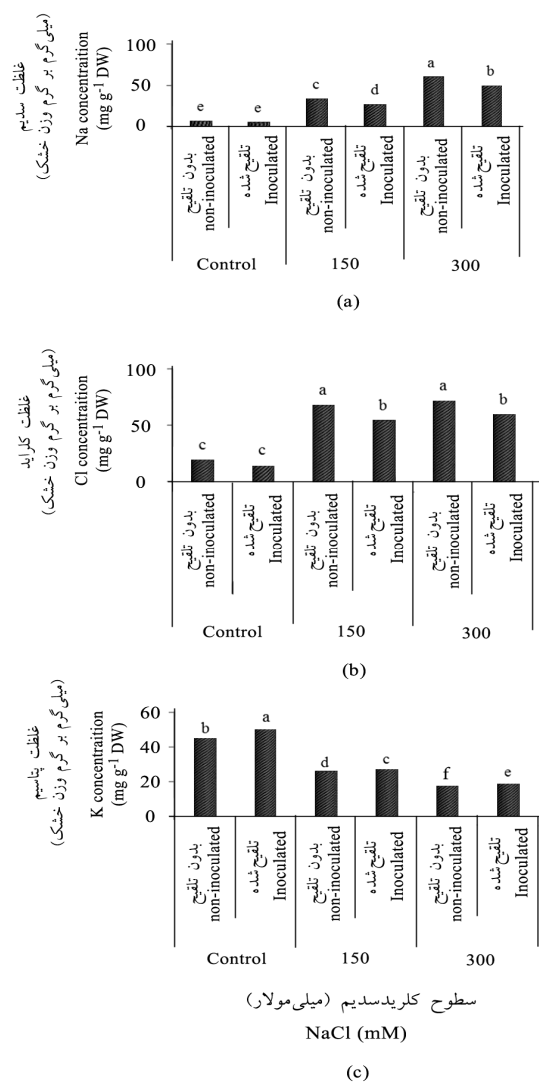 غلظت سدیم
(میلی‌گرم بر گرم وزن خشک)
Na concentraition
(mg g⁻¹ DW)
100
50
0
e
e
c
d
a
b
بدون تلقیح
non-inoculated
تلقیح‌شده
Inoculated
بدون تلقیح
non-inoculated
تلقیح‌شده
Inoculated
بدون تلقیح
non-inoculated
تلقیح‌شده
Inoculated
Control
150
300
(a)
غلظت کلراید
(میلی‌گرم بر گرم وزن خشک)
Cl concentraition
(mg g⁻¹ DW)
100
50
0
c
c
a
b
a
b
بدون تلقیح
non-inoculated
تلقیح‌شده
Inoculated
بدون تلقیح
non-inoculated
تلقیح‌شده
Inoculated
بدون تلقیح
non-inoculated
تلقیح‌شده
Inoculated
Control
150
300
(b)
غلظت پتاسیم
(میلی‌گرم بر گرم وزن خشک)
K concentraition
(mg g⁻¹ DW)
60
40
20
0
b
a
d
c
f
e
بدون تلقیح
non-inoculated
تلقیح‌شده
Inoculated
بدون تلقیح
non-inoculated
تلقیح‌شده
Inoculated
بدون تلقیح
non-inoculated
تلقیح‌شده
Inoculated
Control
150
300
سطوح کلریدسدیم (میلی‌مولار)
NaCl (mM)
(c)